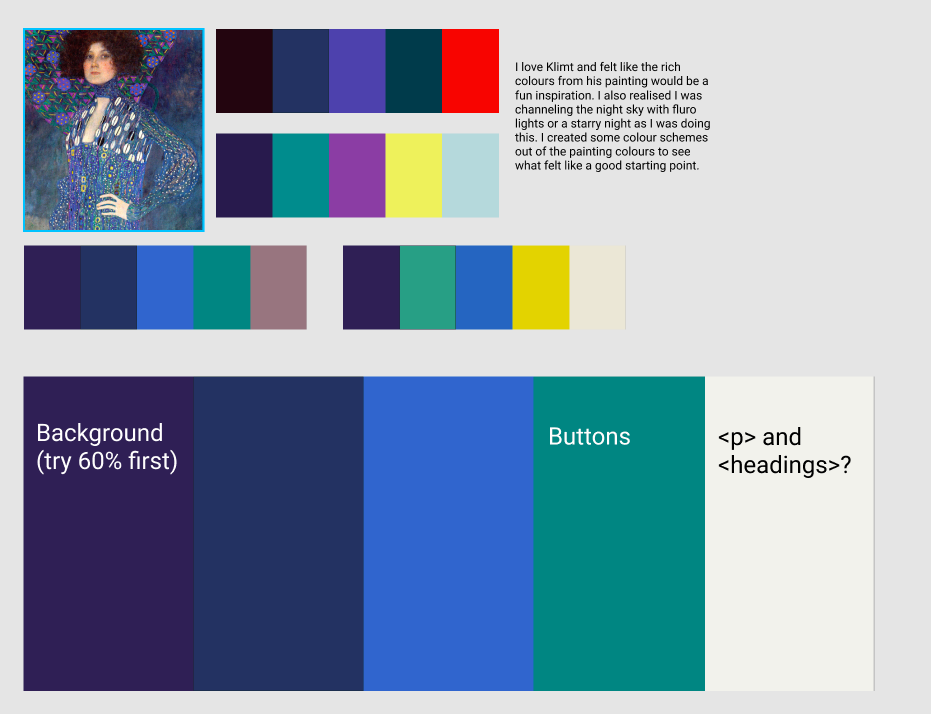 I love Klimt and felt like the rich
colours from his painting would be a
fun inspiration. I also realised I was
channeling the night sky with fluro
lights or a starry night as I was doing
this. I created some colour schemes
out of the painting colours to see
what felt like a good starting point.
Background
(try 60% first)
Buttons
<p> and
<headings>?